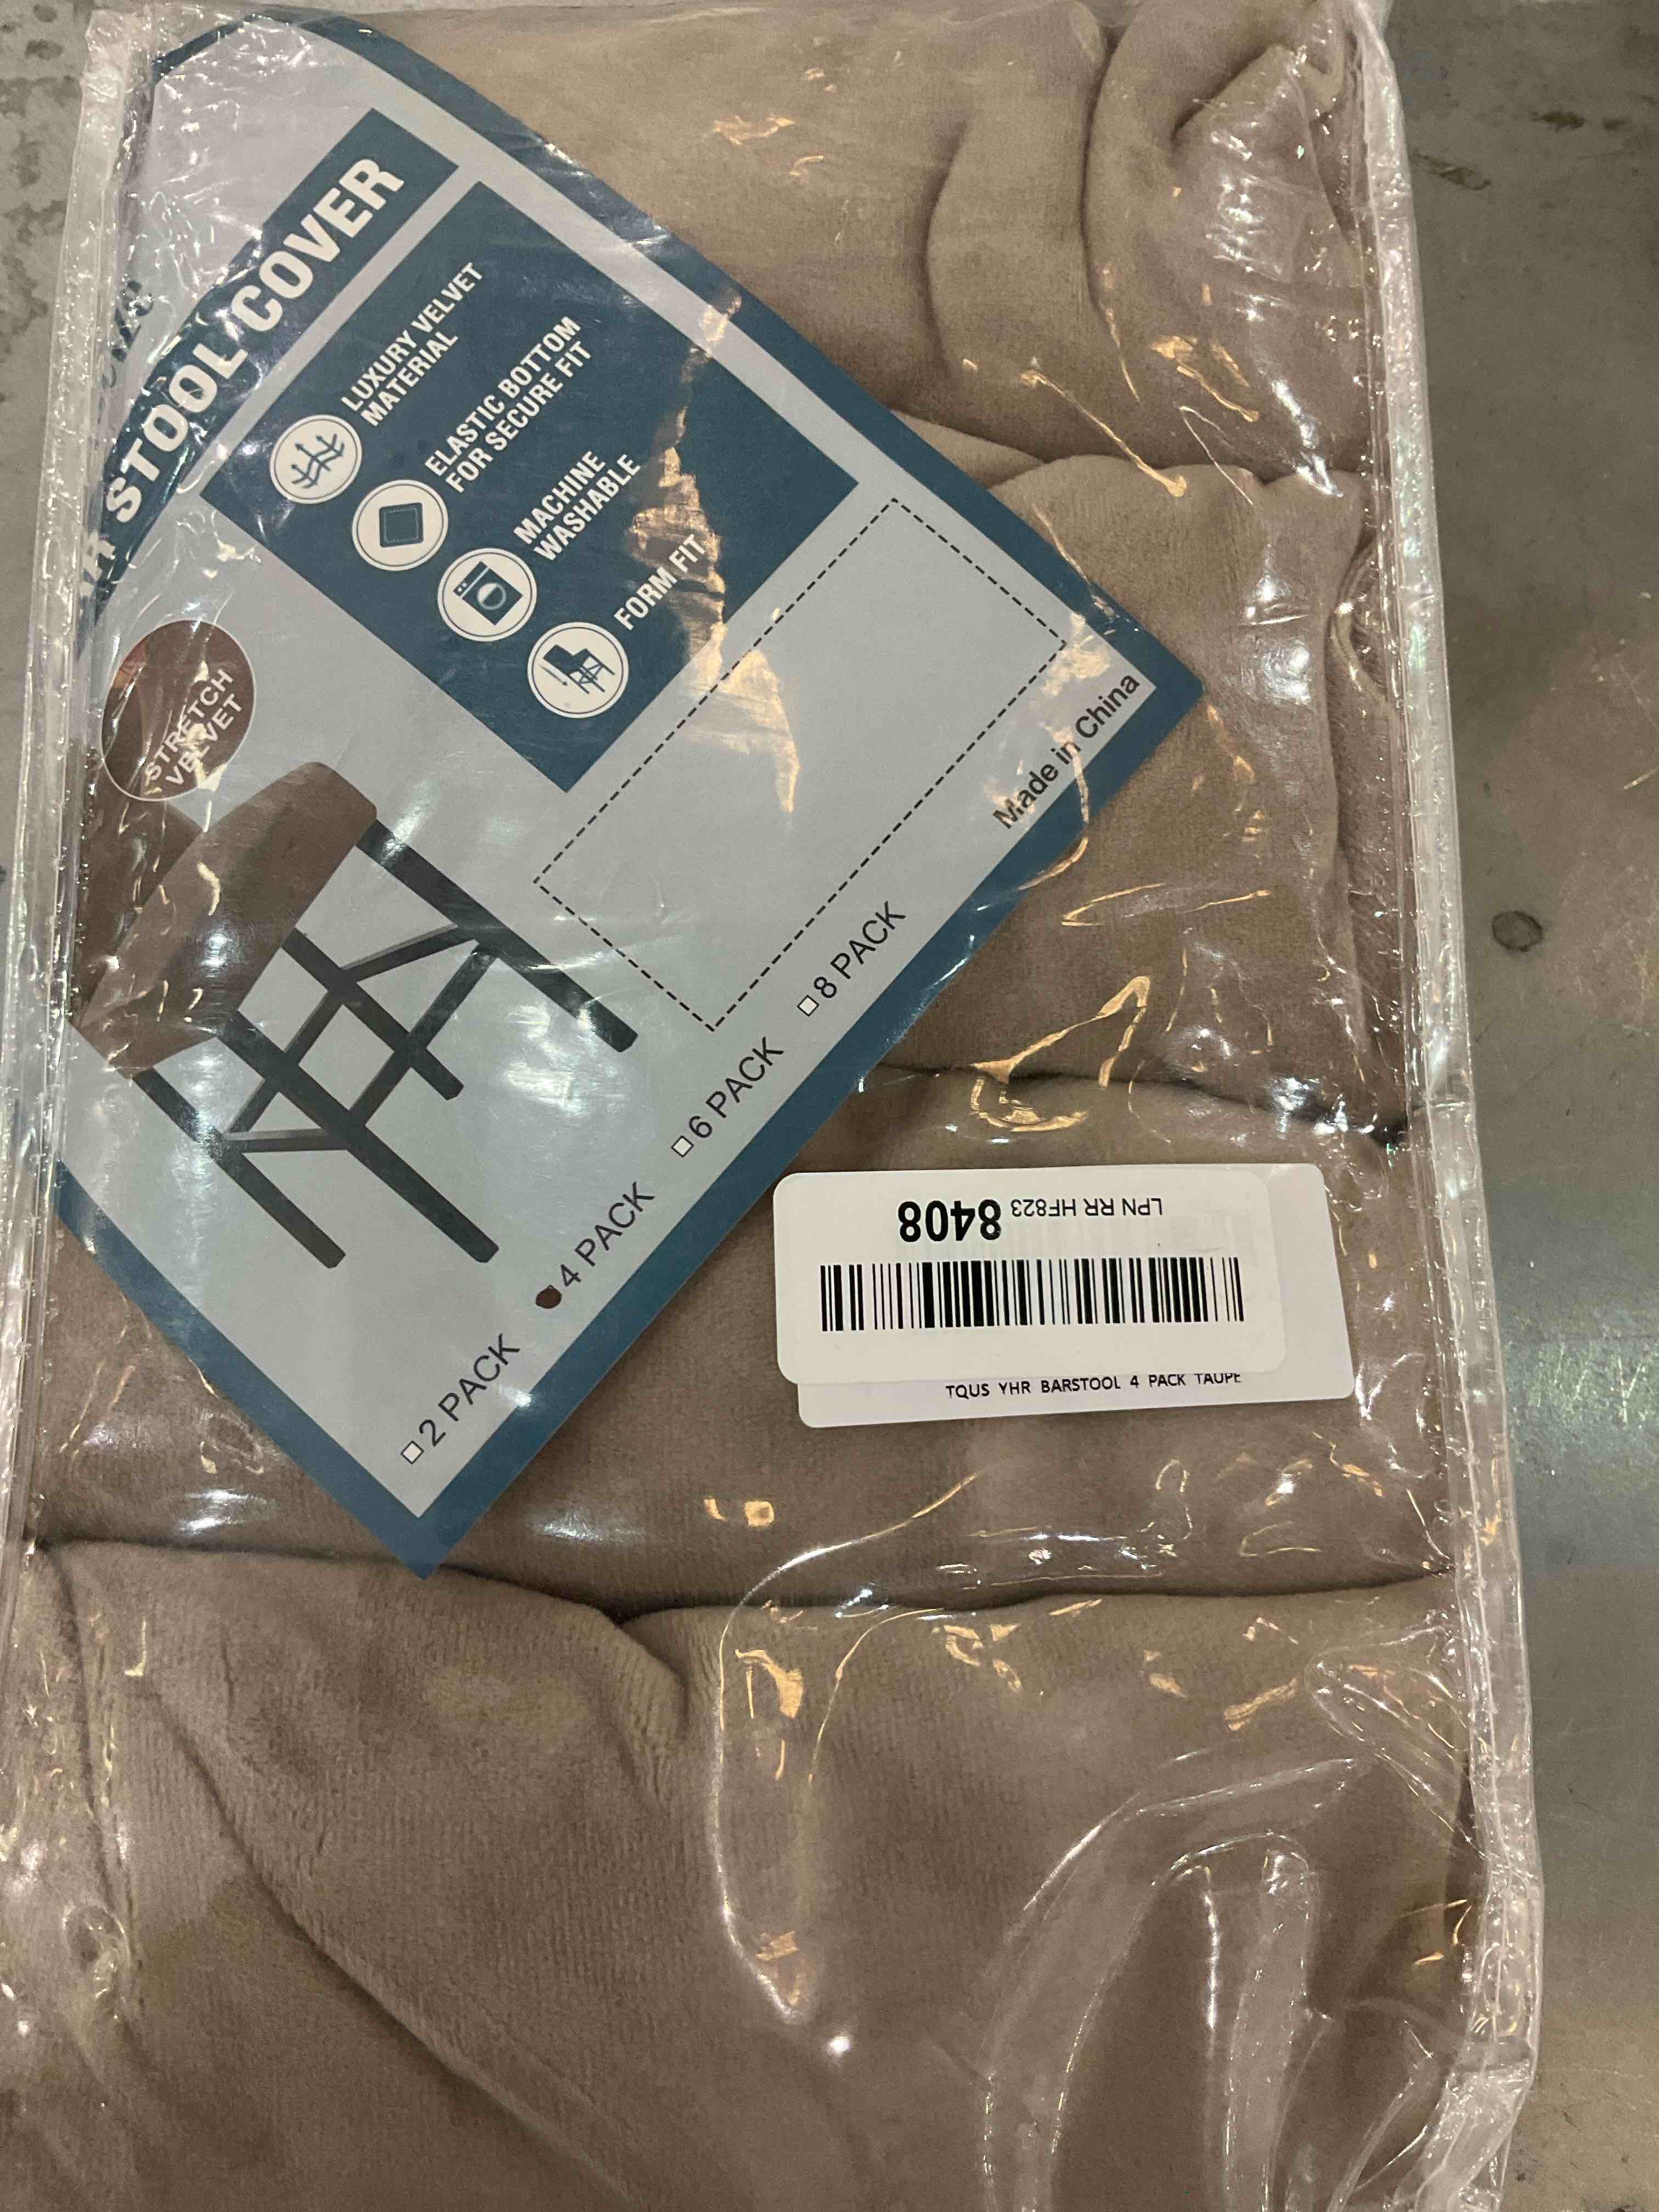 STOOL COVER
LUXURY VELVET
MATERIAL
ELASTIC BOTTOM
FOR SECURE FIT
MACHINE
WASHABLE
FORM FIT
STRETCH
VELVET
Made in China
2 PACK
4 PACK
6 PACK
8 PACK
LPN RR HF823 8408
TQUS YHR BARSTOOL 4 PACK TAUPE